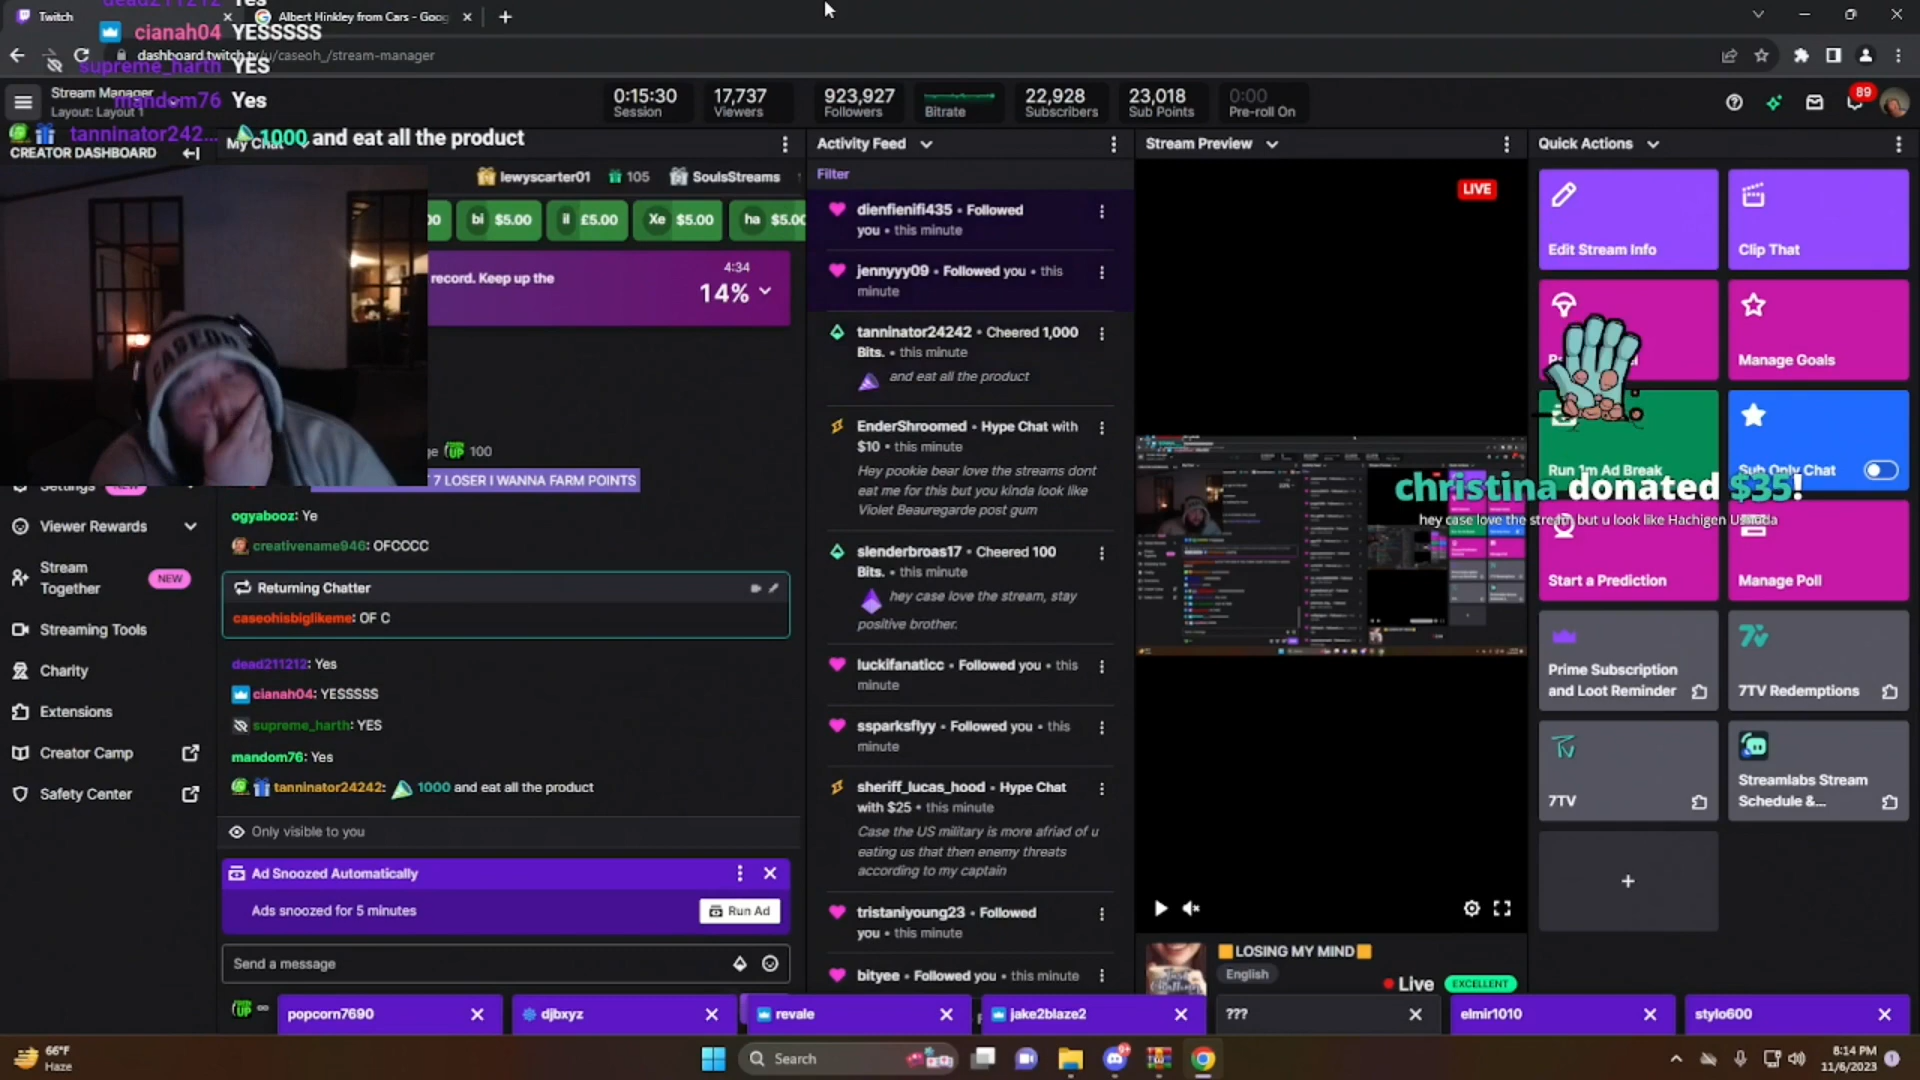 Twitch
Albert Hinkley from Cars - Goog
dead211212 Yes
cianah04 YESSSSS
dashboard.twitch.tv/u/caseoh_/stream-manager
supreme_harth YES
Stream Manager
Layout: Layout 1
mandom76 Yes
0:15:30
Session
17,737
Viewers
923,927
Followers
Bitrate
22,928
Subscribers
23,018
Sub Points
0:00
Pre-roll On
89
tanninator242... 1000 and eat all the product
CREATOR DASHBOARD
My Chat
lewyscarter01 105 SoulsStreams
bi $5.00
il £5.00
Xe $5.00
ha $5.00
record. Keep up the
4:34
14%
100
7 LOSER I WANNA FARM POINTS
ogyabooz: Ye
creativename946: OFCCCC
Returning Chatter
caseohisbiglikeme: OF C
dead211212: Yes
cianah04: YESSSSS
supreme_harth: YES
mandom76: Yes
tanninator24242: 1000 and eat all the product
Only visible to you
Ad Snoozed Automatically
Ads snoozed for 5 minutes
Run Ad
Send a message
Settings
Viewer Rewards
Stream
Together
NEW
Streaming Tools
Charity
Extensions
Creator Camp
Safety Center
Activity Feed
Filter
dienfienifi435 • Followed
you • this minute
jennyyy09 • Followed you • this
minute
tanninator24242 • Cheered 1,000
Bits. • this minute
and eat all the product
EnderShroomed • Hype Chat with
$10 • this minute
Hey pookie bear love the streams dont
eat me for this but you kinda look like
Violet Beauregarde post gum
slenderbroas17 • Cheered 100
Bits. • this minute
hey case love the stream, stay
positive brother.
luckifanaticc • Followed you • this
minute
ssparksflyy • Followed you • this
minute
sheriff_lucas_hood • Hype Chat
with $25 • this minute
Case the US military is more afriad of u
eating us that then enemy threats
according to my captain
tristaniyoung23 • Followed
you • this minute
bityee • Followed you • this minute
Stream Preview
LIVE
LOSING MY MIND
English
Live
EXCELLENT
Quick Actions
Edit Stream Info
Clip That
Manage Goals
Run 1m Ad Break
Sub Only Chat
christina donated $35!
hey case love the stream but u look like Hachigen Ushiuda
Start a Prediction
Manage Poll
Prime Subscription
and Loot Reminder
7TV Redemptions
7TV
Streamlabs Stream
Schedule &...
+
popcorn7690
djbxyz
revale
jake2blaze2
???
elmir1010
stylo600
66°F
Haze
Search
8:14 PM
11/6/2023